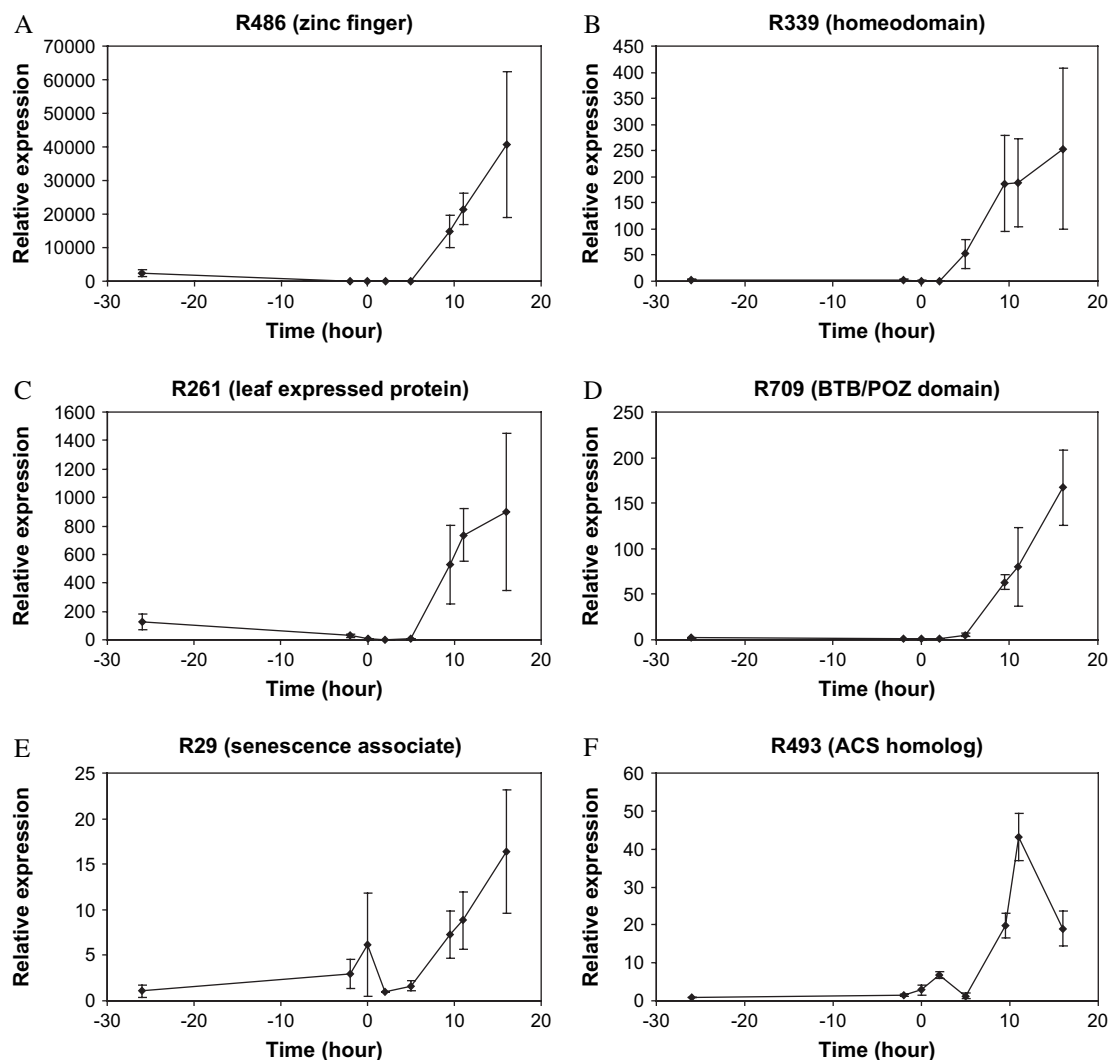 A
R486 (zinc finger)
Relative expression
70000
60000
50000
40000
30000
20000
10000
0
-30 -20 -10 0 10 20
Time (hour)
B
R339 (homeodomain)
Relative expression
450
400
350
300
250
200
150
100
50
0
-30 -20 -10 0 10 20
Time (hour)
C
R261 (leaf expressed protein)
Relative expression
1600
1400
1200
1000
800
600
400
200
0
-30 -20 -10 0 10 20
Time (hour)
D
R709 (BTB/POZ domain)
Relative expression
250
200
150
100
50
0
-30 -20 -10 0 10 20
Time (hour)
E
R29 (senescence associate)
Relative expression
25
20
15
10
5
0
-30 -20 -10 0 10 20
Time (hour)
F
R493 (ACS homolog)
Relative expression
60
50
40
30
20
10
0
-30 -20 -10 0 10 20
Time (hour)